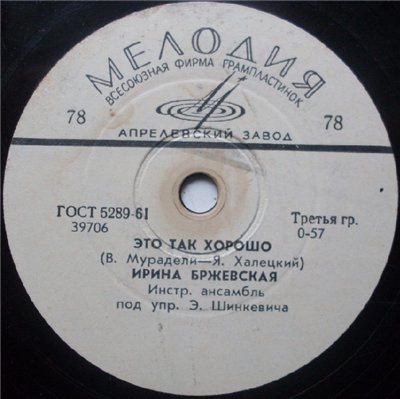 МЕЛОДИЯ
ВСЕСОЮЗНАЯ ФИРМА ГРАМПЛАСТИНОК
78 78
АПРЕЛЕВСКИЙ ЗАВОД
ГОСТ 5289-61 Третья гр.
39706 0-57
ЭТО ТАК ХОРОШО
(В. Мурадели—Я. Халецкий)
ИРИНА БРЖЕВСКАЯ
Инстр. ансамбль
под упр. Э. Шинкевича